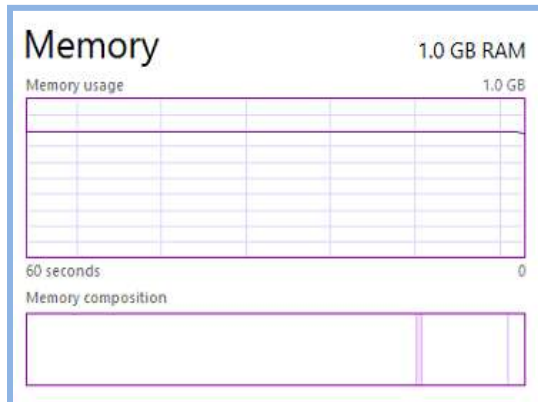 Memory 1.0 GB RAM
Memory usage 1.0 GB
60 seconds 0
Memory composition